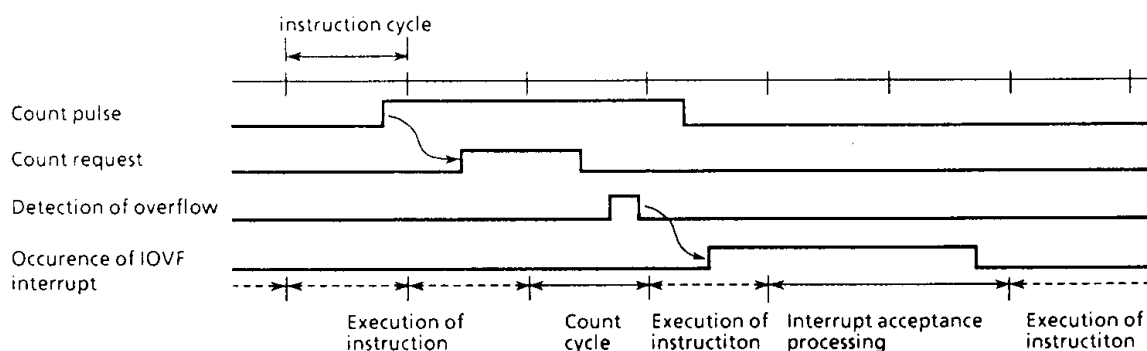 instruction cycle
Count pulse
Count request
Detection of overflow
Occurence of IOVF
interrupt
Execution of
instruction
Count
cycle
Execution of
instructiton
Interrupt acceptance
processing
Execution of
instructiton